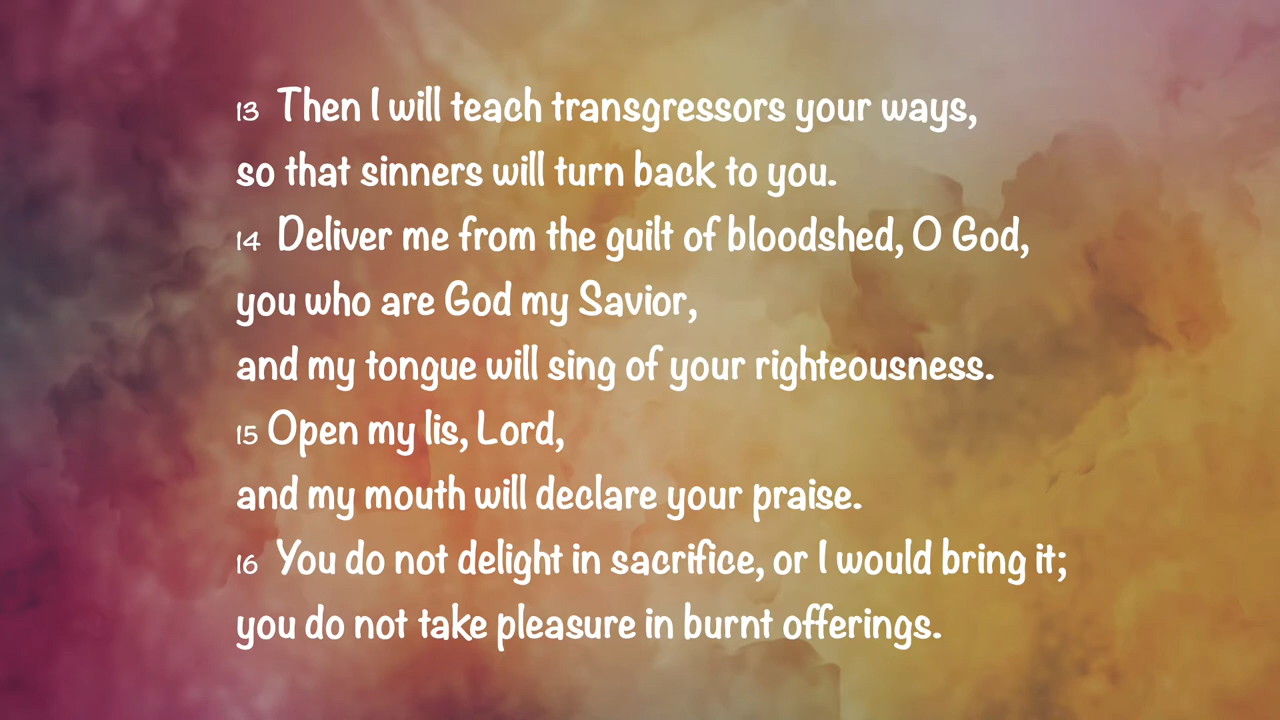 13 Then I will teach transgressors your ways,
so that sinners will turn back to you.
14 Deliver me from the guilt of bloodshed, O God,
you who are God my Savior,
and my tongue will sing of your righteousness.
15 Open my lis, Lord,
and my mouth will declare your praise.
16 You do not delight in sacrifice, or I would bring it;
you do not take pleasure in burnt offerings.